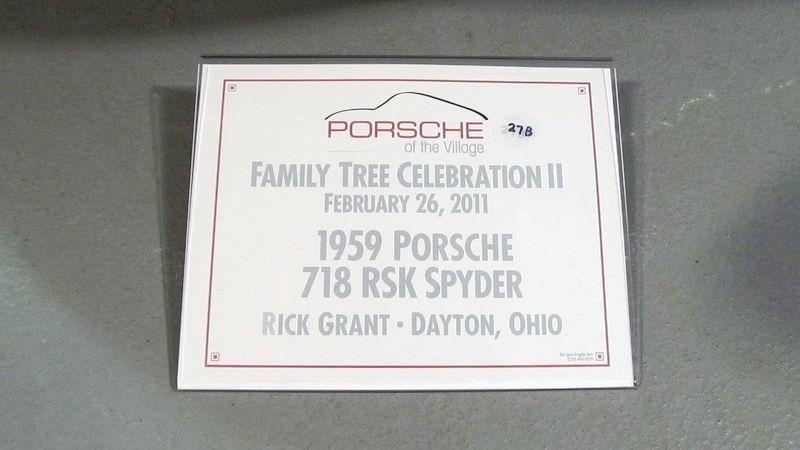 PORSCHE
of the Village
27B
FAMILY TREE CELEBRATION II
FEBRUARY 26, 2011
1959 PORSCHE
718 RSK SPYDER
RICK GRANT • DAYTON, OHIO